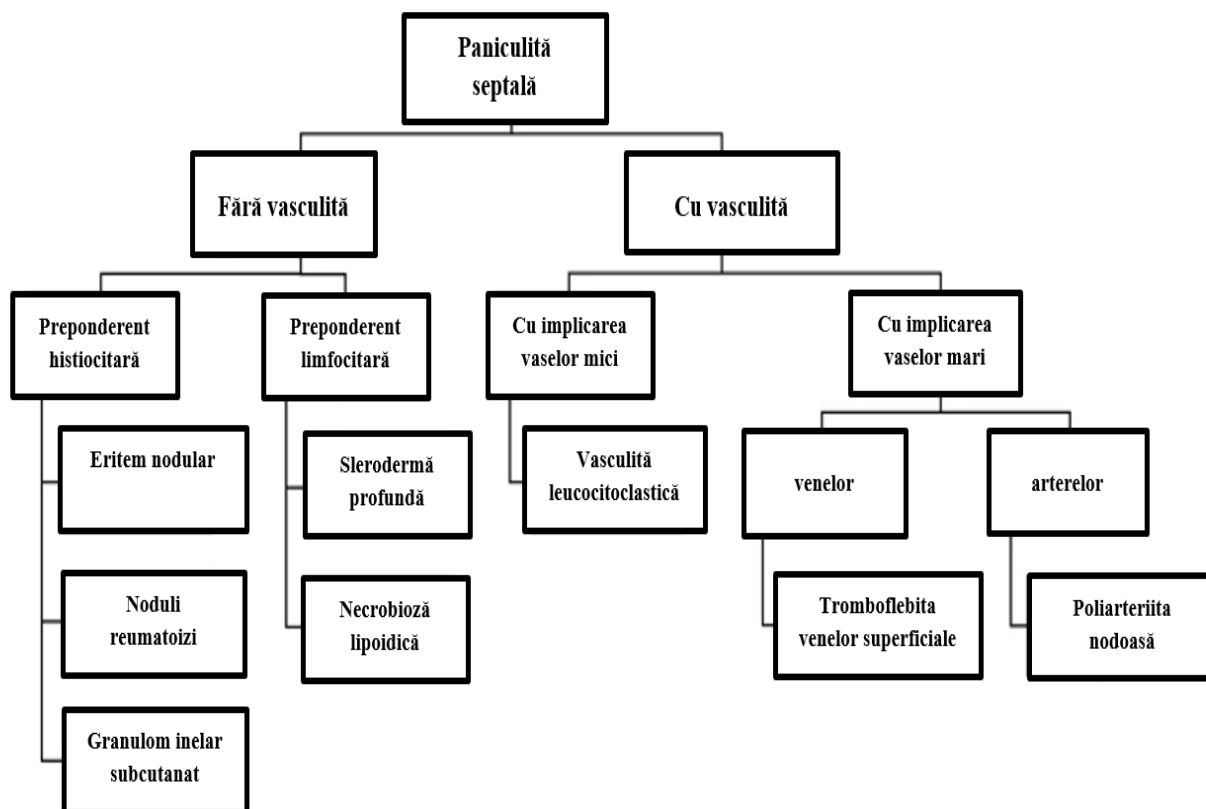 Paniculită
septală
Fără vasculită
Cu vasculită
Preponderent
histiocitară
Preponderent
limfocitară
Cu implicarea
vaselor mici
Cu implicarea
vaselor mari
Eritem nodular
Slerodermă
profundă
Vasculită
leucocitoclastică
venelor
arterelor
Noduli
reumatoizi
Necrobioză
lipoidică
Tromboflebita
venelor superficiale
Poliarteriita
nodoasă
Granulom inelar
subcutanat